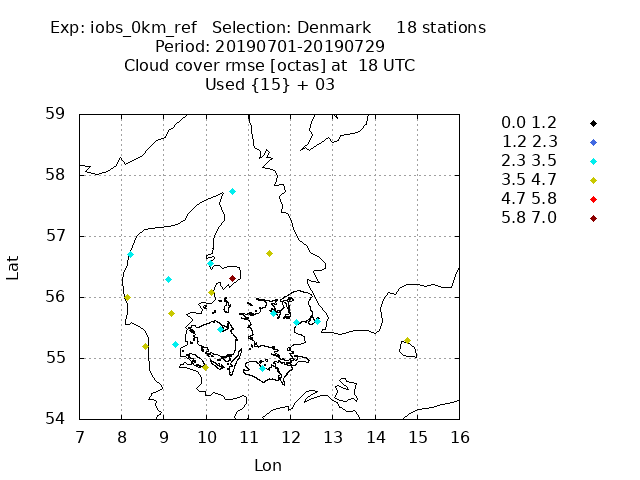 Exp: iobs_0km_ref   Selection: Denmark     18 stations
Period: 20190701-20190729
Cloud cover rmse [octas] at  18 UTC
Used {15} + 03
59
58
57
56
55
54
7 8 9 10 11 12 13 14 15 16
Lat
Lon
0.0 1.2
1.2 2.3
2.3 3.5
3.5 4.7
4.7 5.8
5.8 7.0